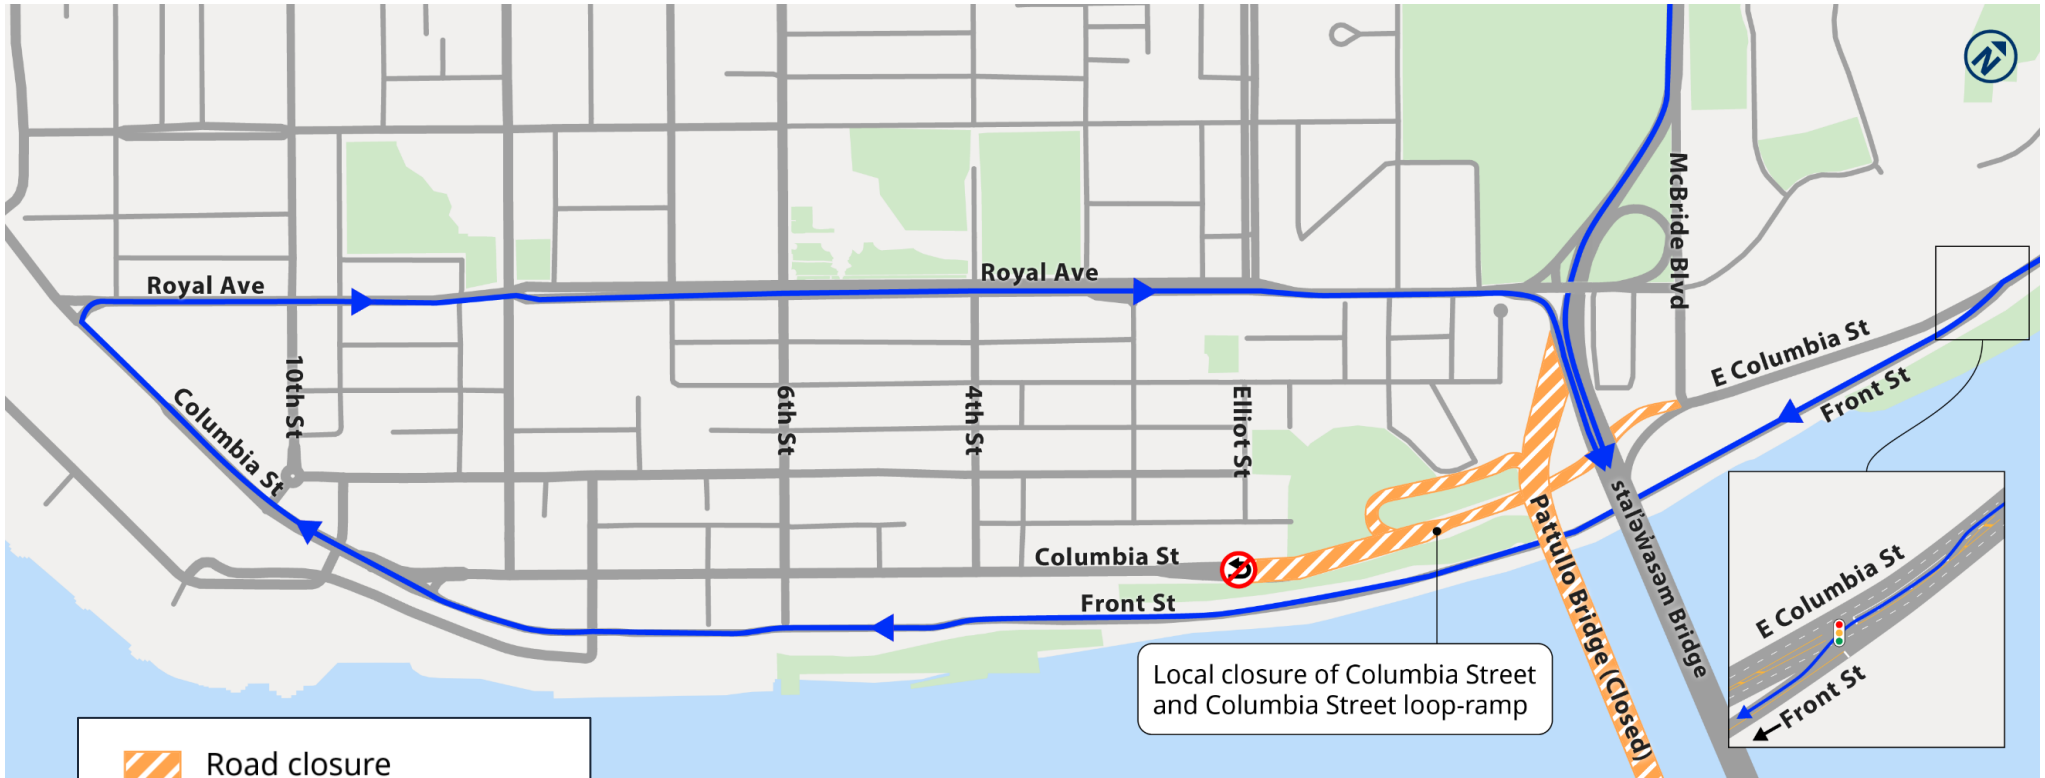 N
McBride Blvd
Royal Ave
Royal Ave
E Columbia St
Front St
10th St
Columbia St
6th St
4th St
Elliot St
Columbia St
Front St
Pattullo Bridge (Closed)
stal̓əw̓asəm Bridge
E Columbia St
Front St
Local closure of Columbia Street
and Columbia Street loop-ramp
Road closure